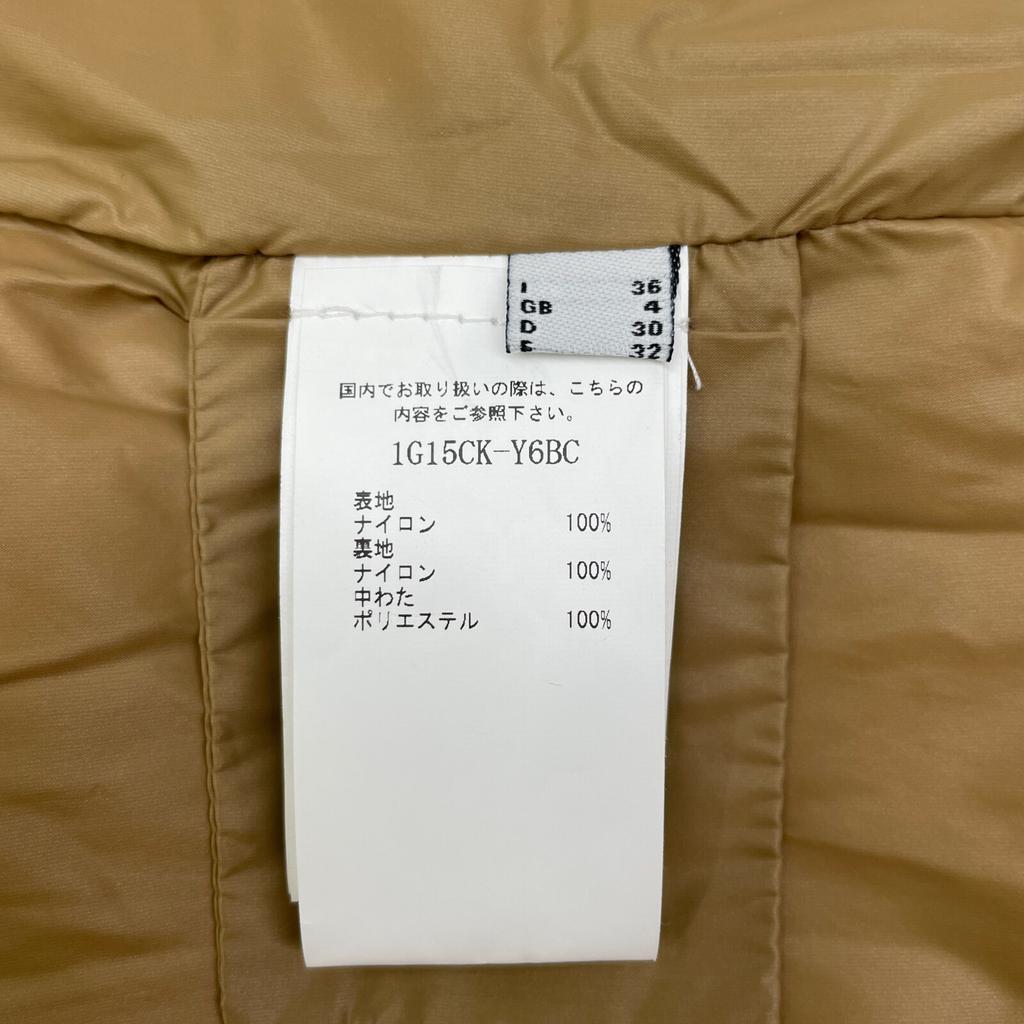 I 36
GB 4
D 30
32
国内でお取り扱いの際は、こちらの
内容をご参照下さい。
1G15CK-Y6BC
表地
ナイロン 100%
裏地
ナイロン 100%
中わた
ポリエステル 100%